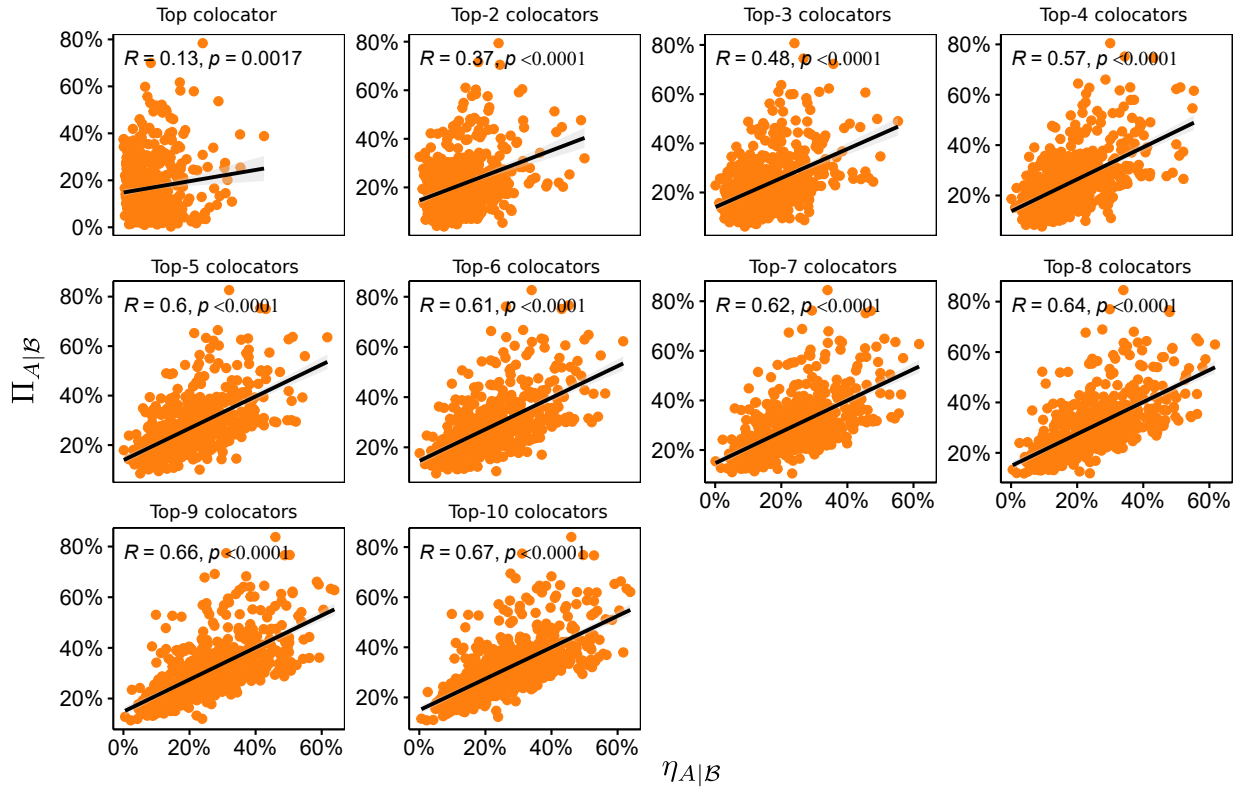 Top colocator Top-2 colocators Top-3 colocators Top-4 colocators
R = 0.13, p = 0.0017 R = 0.37, p <0.0001 R = 0.48, p <0.0001 R = 0.57, p <0.0001
80% 80% 80% 80%
60% 60% 60% 60%
40% 40% 40% 40%
20% 20% 20% 20%
0%
Top-5 colocators Top-6 colocators Top-7 colocators Top-8 colocators
R = 0.6, p <0.0001 R = 0.61, p <0.0001 R = 0.62, p <0.0001 R = 0.64, p <0.0001
80% 80% 80% 80%
60% 60% 60% 60%
40% 40% 40% 40%
20% 20% 20% 20%
0% 20% 40% 60% 0% 20% 40% 60%
Π_{A|ℬ}
Top-9 colocators Top-10 colocators
R = 0.66, p <0.0001 R = 0.67, p <0.0001
80% 80%
60% 60%
40% 40%
20% 20%
0% 20% 40% 60% 0% 20% 40% 60%
η_{A|ℬ}